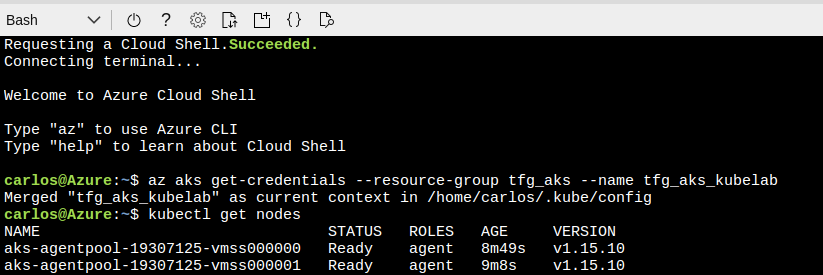 Bash
Requesting a Cloud Shell.Succeeded.
Connecting terminal...
Welcome to Azure Cloud Shell
Type "az" to use Azure CLI
Type "help" to learn about Cloud Shell
carlos@Azure:~$ az aks get-credentials --resource-group tfg_aks --name tfg_aks_kubelab
Merged "tfg_aks_kubelab" as current context in /home/carlos/.kube/config
carlos@Azure:~$ kubectl get nodes
NAME STATUS ROLES AGE VERSION
aks-agentpool-19307125-vmss000000 Ready agent 8m49s v1.15.10
aks-agentpool-19307125-vmss000001 Ready agent 9m8s v1.15.10